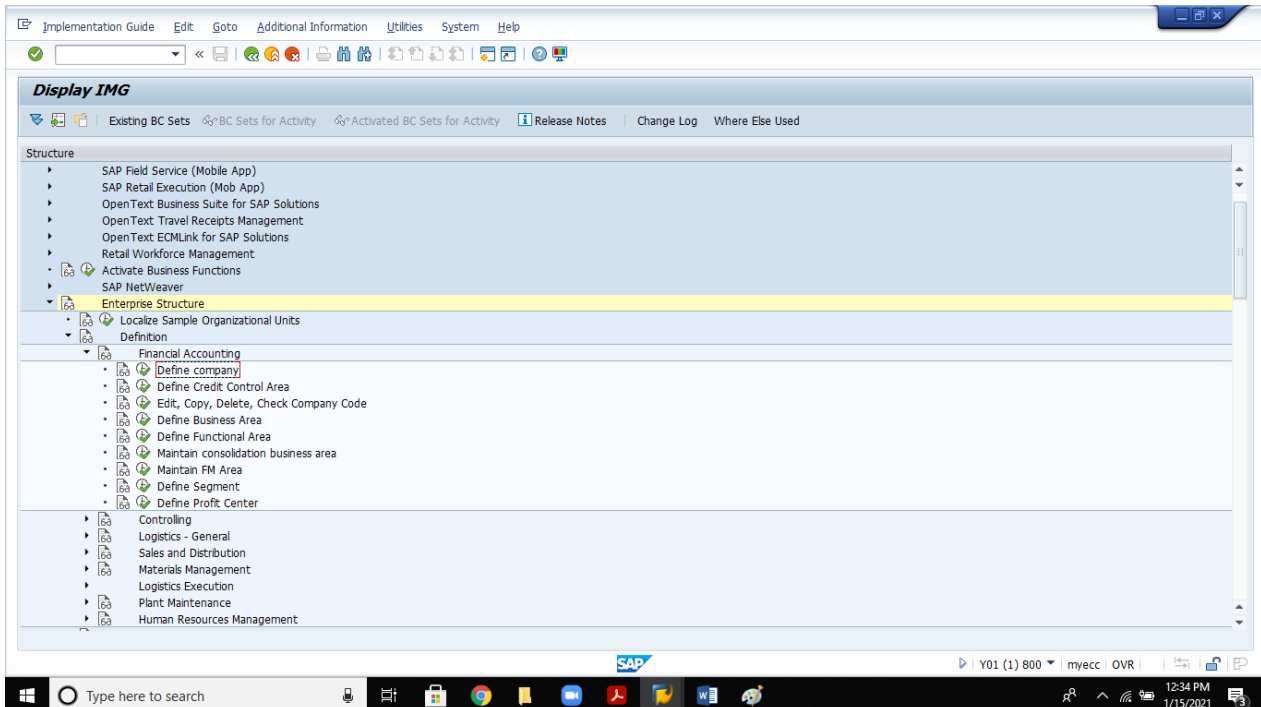 Implementation Guide Edit Goto Additional Information Utilities System Help
Display IMG
Existing BC Sets BC Sets for Activity Activated BC Sets for Activity Release Notes Change Log Where Else Used
Structure
SAP Field Service (Mobile App)
SAP Retail Execution (Mob App)
OpenText Business Suite for SAP Solutions
OpenText Travel Receipts Management
OpenText ECMLink for SAP Solutions
Retail Workforce Management
Activate Business Functions
SAP NetWeaver
Enterprise Structure
Localize Sample Organizational Units
Definition
Financial Accounting
Define company
Define Credit Control Area
Edit, Copy, Delete, Check Company Code
Define Business Area
Define Functional Area
Maintain consolidation business area
Maintain FM Area
Define Segment
Define Profit Center
Controlling
Logistics - General
Sales and Distribution
Materials Management
Logistics Execution
Plant Maintenance
Human Resources Management
SAP Y01 (1) 800 myecc OVR
Type here to search 12:34 PM
1/15/2021 3